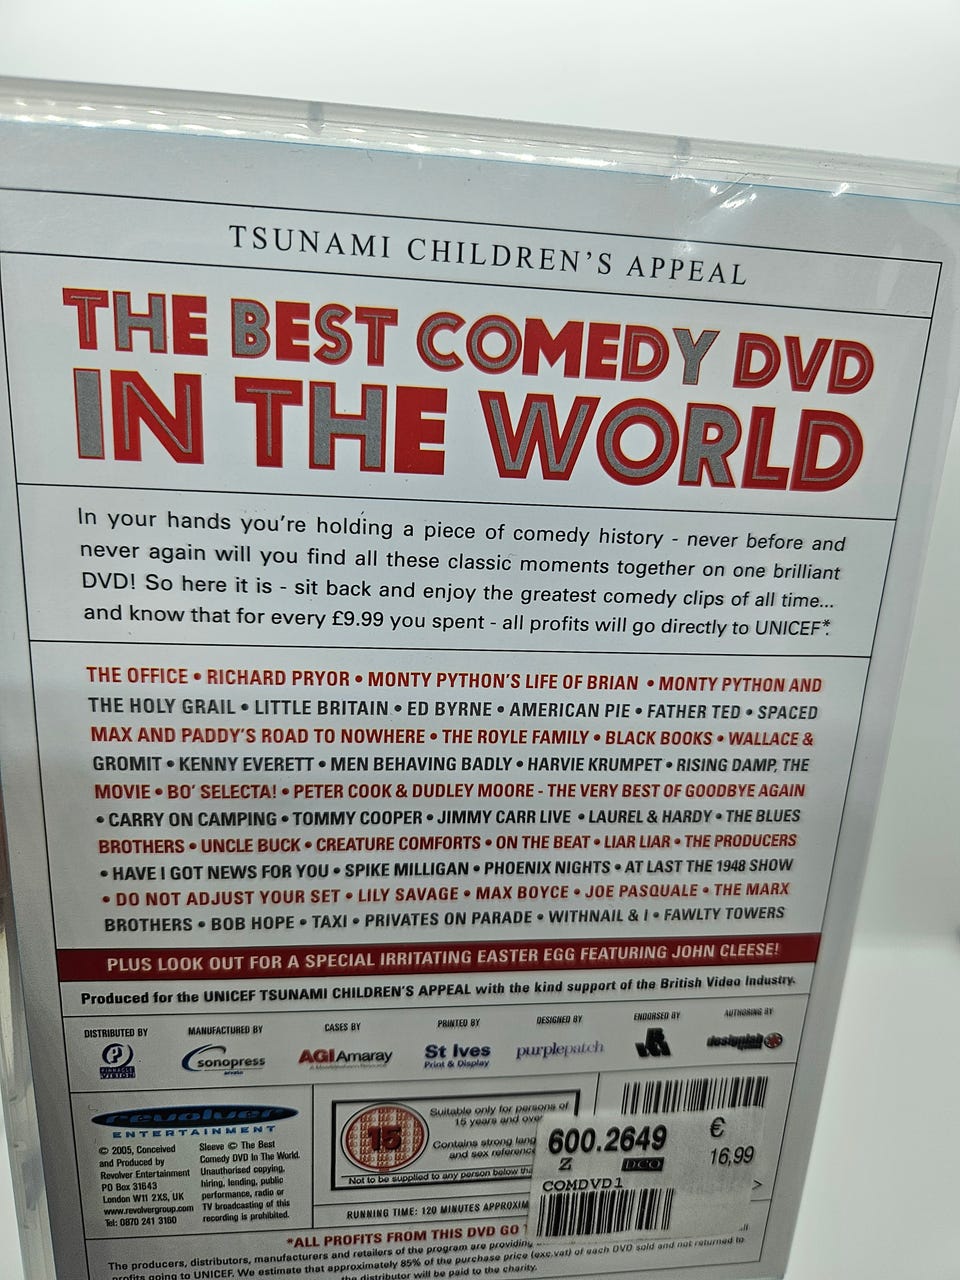 TSUNAMI CHILDREN'S APPEAL
THE BEST COMEDY DVD
IN THE WORLD
In your hands you're holding a piece of comedy history - never before and
never again will you find all these classic moments together on one brilliant
DVD! So here it is - sit back and enjoy the greatest comedy clips of all time...
and know that for every £9.99 you spent - all profits will go directly to UNICEF*.
THE OFFICE • RICHARD PRYOR • MONTY PYTHON'S LIFE OF BRIAN • MONTY PYTHON AND
THE HOLY GRAIL • LITTLE BRITAIN • ED BYRNE • AMERICAN PIE • FATHER TED • SPACED
MAX AND PADDY'S ROAD TO NOWHERE • THE ROYLE FAMILY • BLACK BOOKS • WALLACE &
GROMIT • KENNY EVERETT • MEN BEHAVING BADLY • HARVIE KRUMPET • RISING DAMP, THE
MOVIE • BO' SELECTA! • PETER COOK & DUDLEY MOORE - THE VERY BEST OF GOODBYE AGAIN
• CARRY ON CAMPING • TOMMY COOPER • JIMMY CARR LIVE • LAUREL & HARDY • THE BLUES
BROTHERS • UNCLE BUCK • CREATURE COMFORTS • ON THE BEAT • LIAR LIAR • THE PRODUCERS
• HAVE I GOT NEWS FOR YOU • SPIKE MILLIGAN • PHOENIX NIGHTS • AT LAST THE 1948 SHOW
• DO NOT ADJUST YOUR SET • LILY SAVAGE • MAX BOYCE • JOE PASQUALE • THE MARX
BROTHERS • BOB HOPE • TAXI • PRIVATES ON PARADE • WITHNAIL & I • FAWLTY TOWERS
PLUS LOOK OUT FOR A SPECIAL IRRITATING EASTER EGG FEATURING JOHN CLEESE!
Produced for the UNICEF TSUNAMI CHILDREN'S APPEAL with the kind support of the British Video Industry.
DISTRIBUTED BY MANUFACTURED BY CASES BY PRINTED BY DESIGNED BY ENDORSED BY AUTHORING BY
PINNACLE VISION
sonopress
arvato
AGI Amaray
St Ives
Print & Display
purplepatch
designlab
revolver
ENTERTAINMENT
© 2005, Conceived
and Produced by
Revolver Entertainment
PO Box 31643
London W11 2XS, UK
www.revolvergroup.com
Tel: 0870 241 3160
Sleeve © The Best
Comedy DVD In The World.
Unauthorised copying,
hiring, lending, public
performance, radio or
TV broadcasting of this
recording is prohibited.
15
Suitable only for persons of
15 years and over
Contains strong
and sex
Not to be supplied to any person below
RUNNING TIME: 120 MINUTES
600.2649
Z DCO
COMDVD1
€
16,99
>
*ALL PROFITS FROM THIS DVD GO
The producers, distributors, manufacturers and retailers of the program are providing
profits going to UNICEF. We estimate that approximately 85% of the purchase price (exc.vat) of each DVD sold and not returned to
the distributor will be paid to the charity.